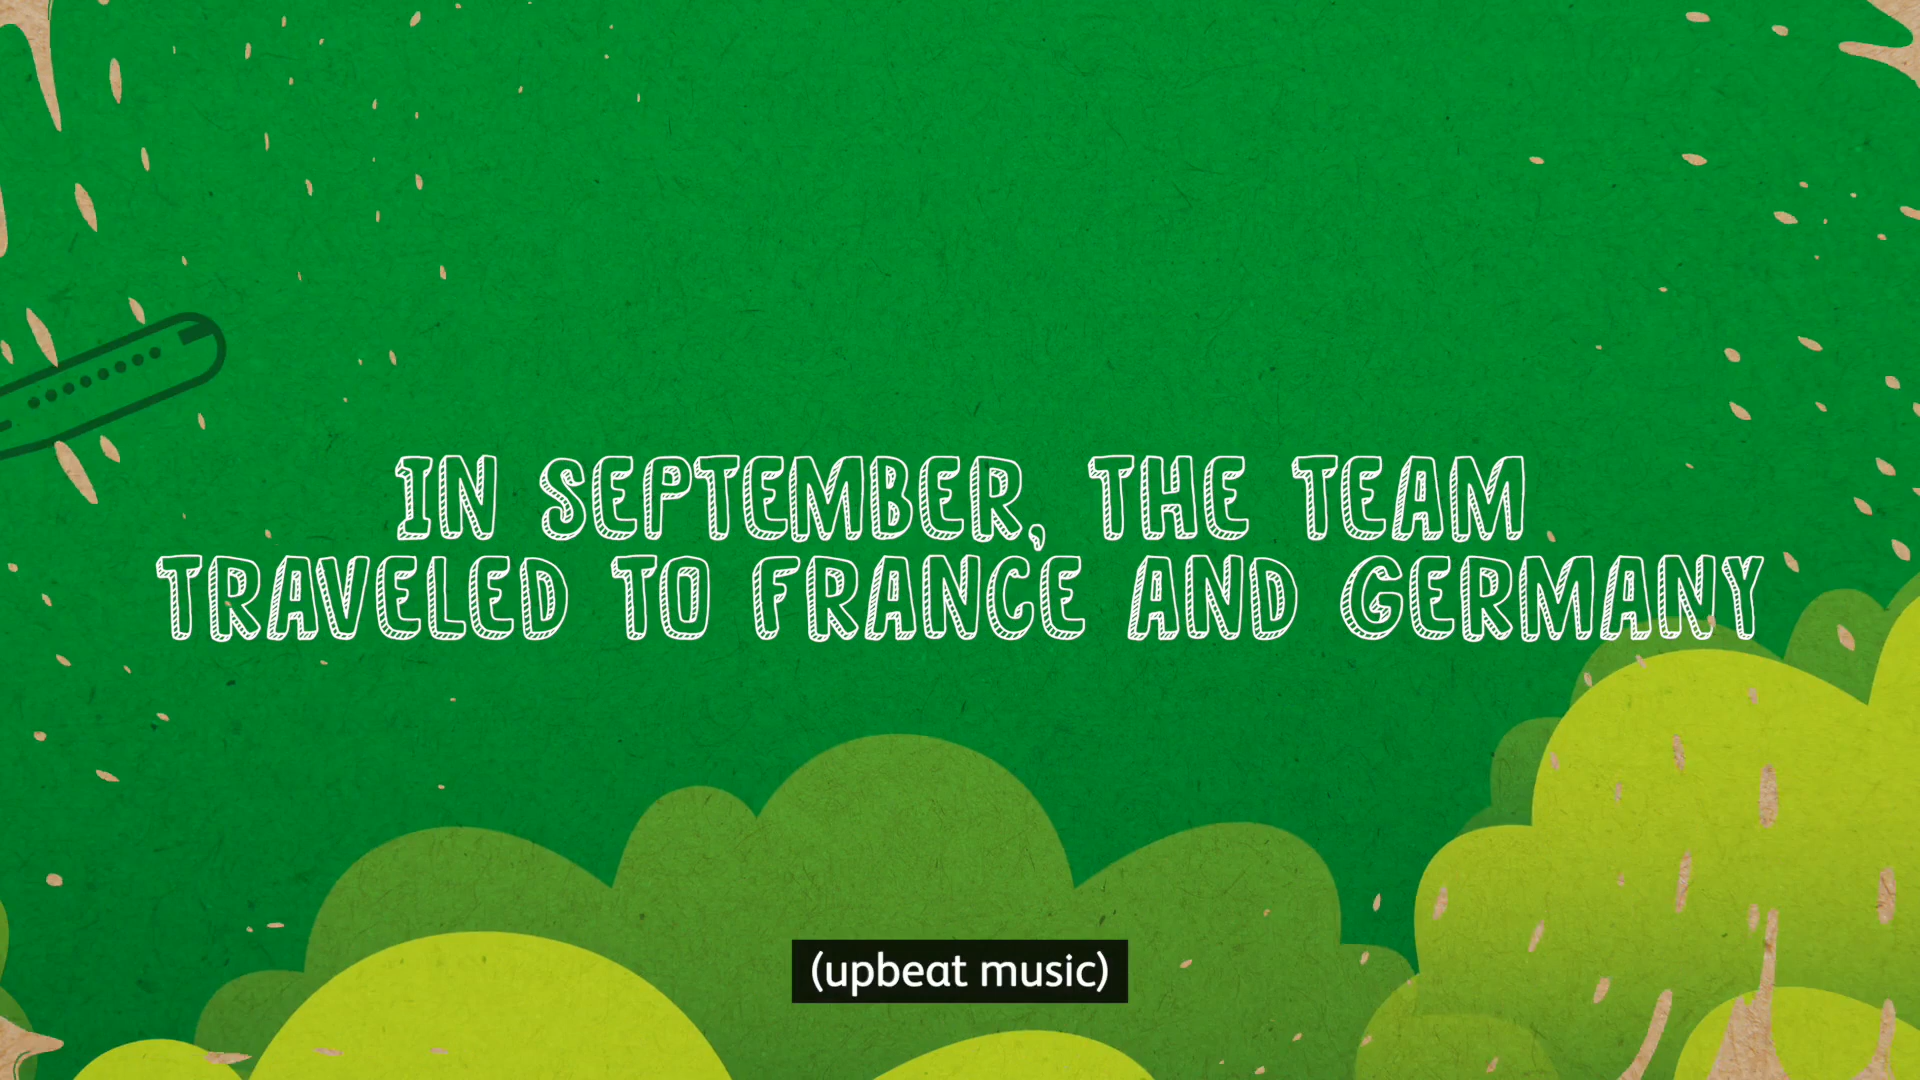 IN SEPTEMBER, THE TEAM
TRAVELED TO FRANCE AND GERMANY
(upbeat music)